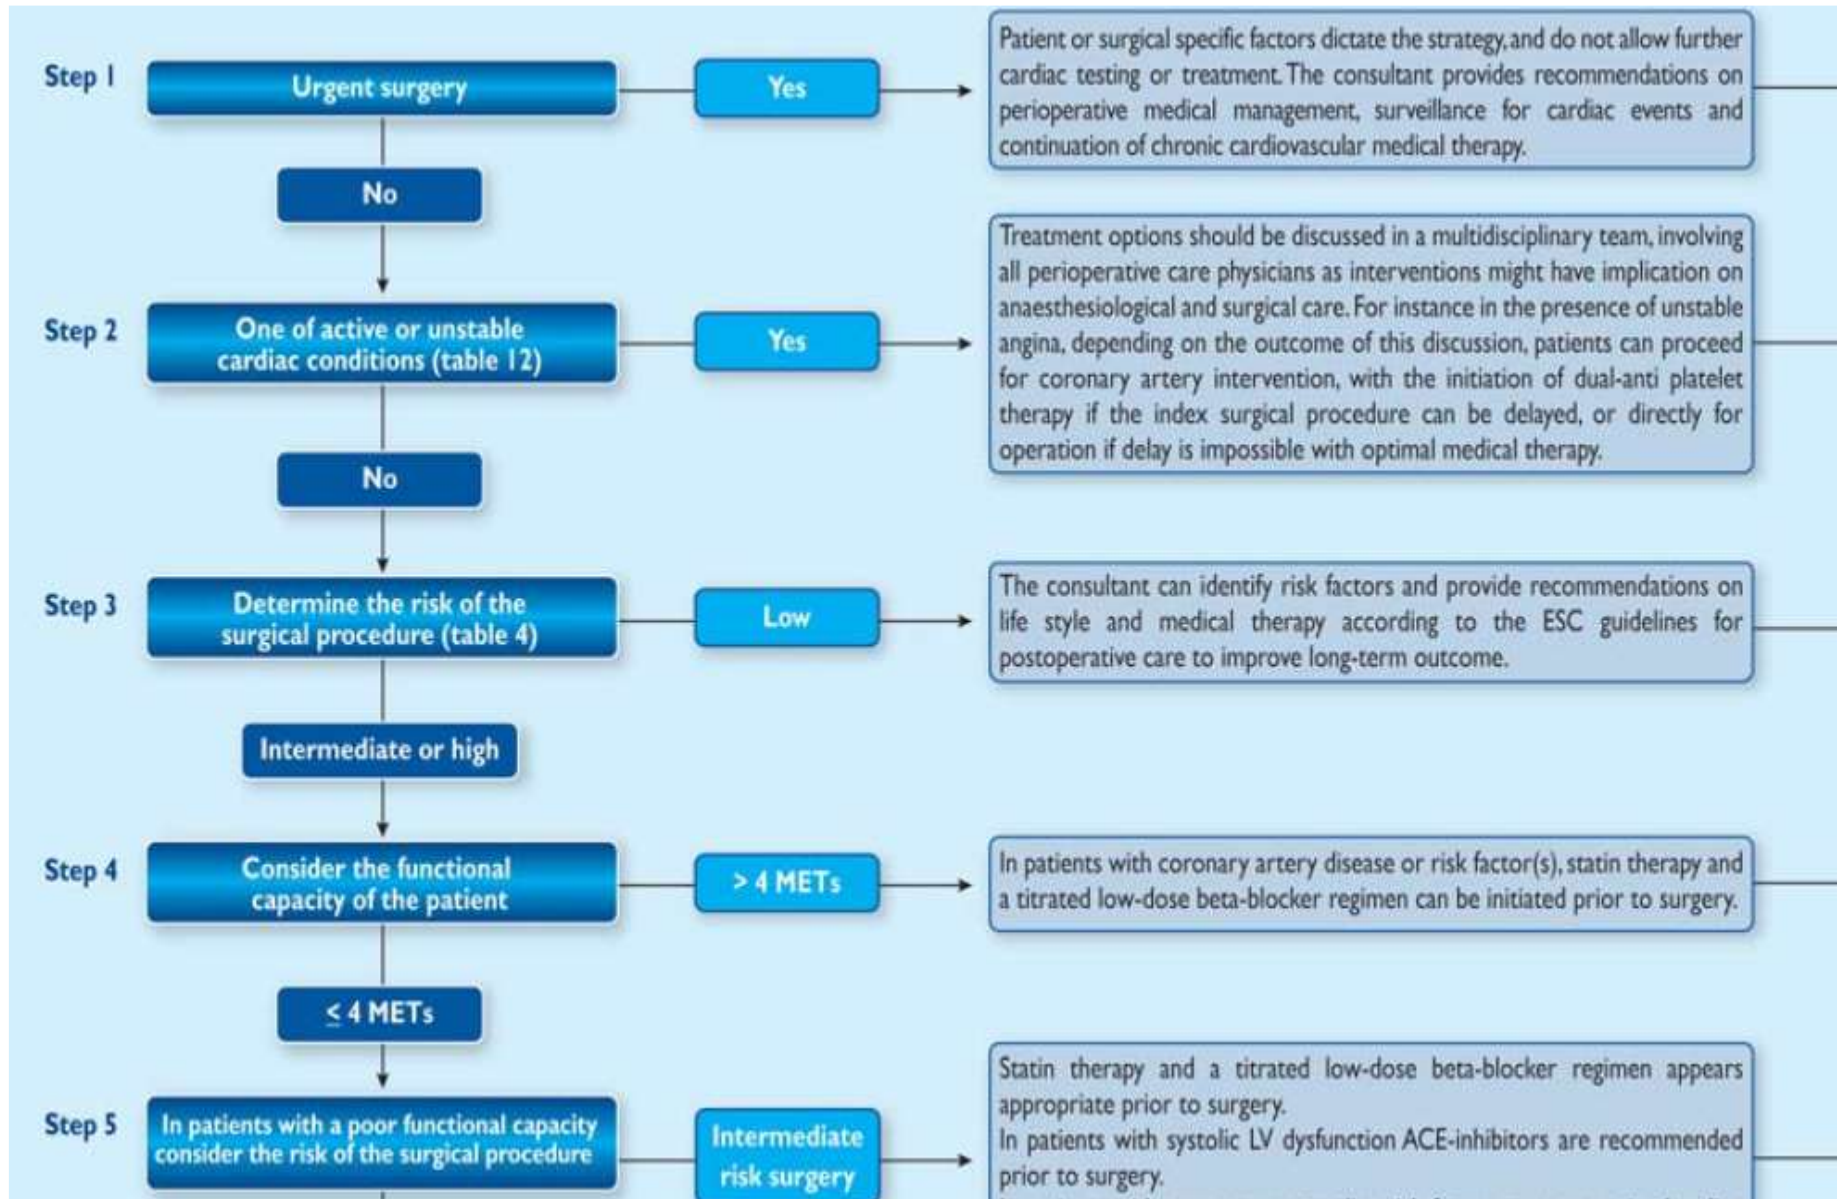 Step 1
Urgent surgery
Yes
Patient or surgical specific factors dictate the strategy, and do not allow further
cardiac testing or treatment. The consultant provides recommendations on
perioperative medical management, surveillance for cardiac events and
continuation of chronic cardiovascular medical therapy.
No
Step 2
One of active or unstable
cardiac conditions (table 12)
Yes
Treatment options should be discussed in a multidisciplinary team, involving
all perioperative care physicians as interventions might have implication on
anaesthesiological and surgical care. For instance in the presence of unstable
angina, depending on the outcome of this discussion, patients can proceed
for coronary artery intervention, with the initiation of dual-anti platelet
therapy if the index surgical procedure can be delayed, or directly for
operation if delay is impossible with optimal medical therapy.
No
Step 3
Determine the risk of the
surgical procedure (table 4)
Low
The consultant can identify risk factors and provide recommendations on
life style and medical therapy according to the ESC guidelines for
postoperative care to improve long-term outcome.
Intermediate or high
Step 4
Consider the functional
capacity of the patient
> 4 METs
In patients with coronary artery disease or risk factor(s), statin therapy and
a titrated low-dose beta-blocker regimen can be initiated prior to surgery.
≤ 4 METs
Step 5
In patients with a poor functional capacity
consider the risk of the surgical procedure
Intermediate
risk surgery
Statin therapy and a titrated low-dose beta-blocker regimen appears
appropriate prior to surgery.
In patients with systolic LV dysfunction ACE-inhibitors are recommended
prior to surgery.